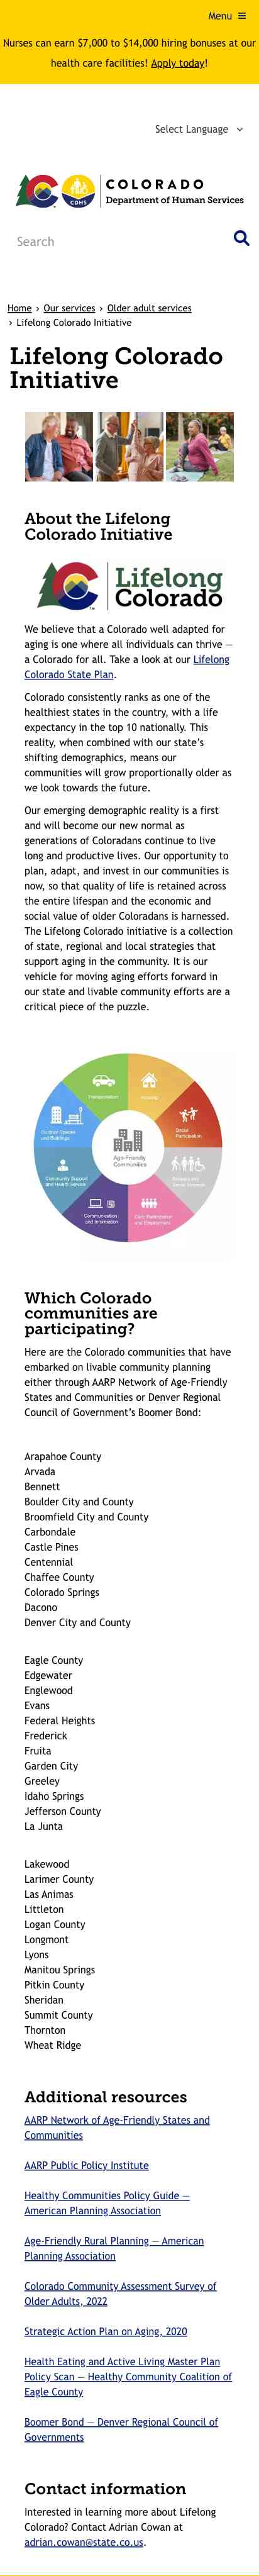 Menu ≡
Nurses can earn $7,000 to $14,000 hiring bonuses at our
health care facilities! Apply today!
Select Language
CDHS
COLORADO
Department of Human Services
Search
Home › Our services › Older adult services
› Lifelong Colorado Initiative
Lifelong Colorado
Initiative
About the Lifelong
Colorado Initiative
Lifelong
Colorado
We believe that a Colorado well adapted for
aging is one where all individuals can thrive —
a Colorado for all. Take a look at our Lifelong
Colorado State Plan.
Colorado consistently ranks as one of the
healthiest states in the country, with a life
expectancy in the top 10 nationally. This
reality, when combined with our state’s
shifting demographics, means our
communities will grow proportionally older as
we look towards the future.
Our emerging demographic reality is a first
and will become our new normal as
generations of Coloradans continue to live
long and productive lives. Our opportunity to
plan, adapt, and invest in our communities is
now, so that quality of life is retained across
the entire lifespan and the economic and
social value of older Coloradans is harnessed.
The Lifelong Colorado initiative is a collection
of state, regional and local strategies that
support aging in the community. It is our
vehicle for moving aging efforts forward in
our state and livable community efforts are a
critical piece of the puzzle.
Transportation
Housing
Outdoor Spaces
and Buildings
Social
Participation
Age-Friendly
Communities
Community Support
and Health Service
Respect and
Social Inclusion
Communication
and Information
Civic Participation
and Employment
Which Colorado
communities are
participating?
Here are the Colorado communities that have
embarked on livable community planning
either through AARP Network of Age-Friendly
States and Communities or Denver Regional
Council of Government’s Boomer Bond:
Arapahoe County
Arvada
Bennett
Boulder City and County
Broomfield City and County
Carbondale
Castle Pines
Centennial
Chaffee County
Colorado Springs
Dacono
Denver City and County
Eagle County
Edgewater
Englewood
Evans
Federal Heights
Frederick
Fruita
Garden City
Greeley
Idaho Springs
Jefferson County
La Junta
Lakewood
Larimer County
Las Animas
Littleton
Logan County
Longmont
Lyons
Manitou Springs
Pitkin County
Sheridan
Summit County
Thornton
Wheat Ridge
Additional resources
AARP Network of Age-Friendly States and
Communities
AARP Public Policy Institute
Healthy Communities Policy Guide —
American Planning Association
Age-Friendly Rural Planning — American
Planning Association
Colorado Community Assessment Survey of
Older Adults, 2022
Strategic Action Plan on Aging, 2020
Health Eating and Active Living Master Plan
Policy Scan — Healthy Community Coalition of
Eagle County
Boomer Bond — Denver Regional Council of
Governments
Contact information
Interested in learning more about Lifelong
Colorado? Contact Adrian Cowan at
adrian.cowan@state.co.us.